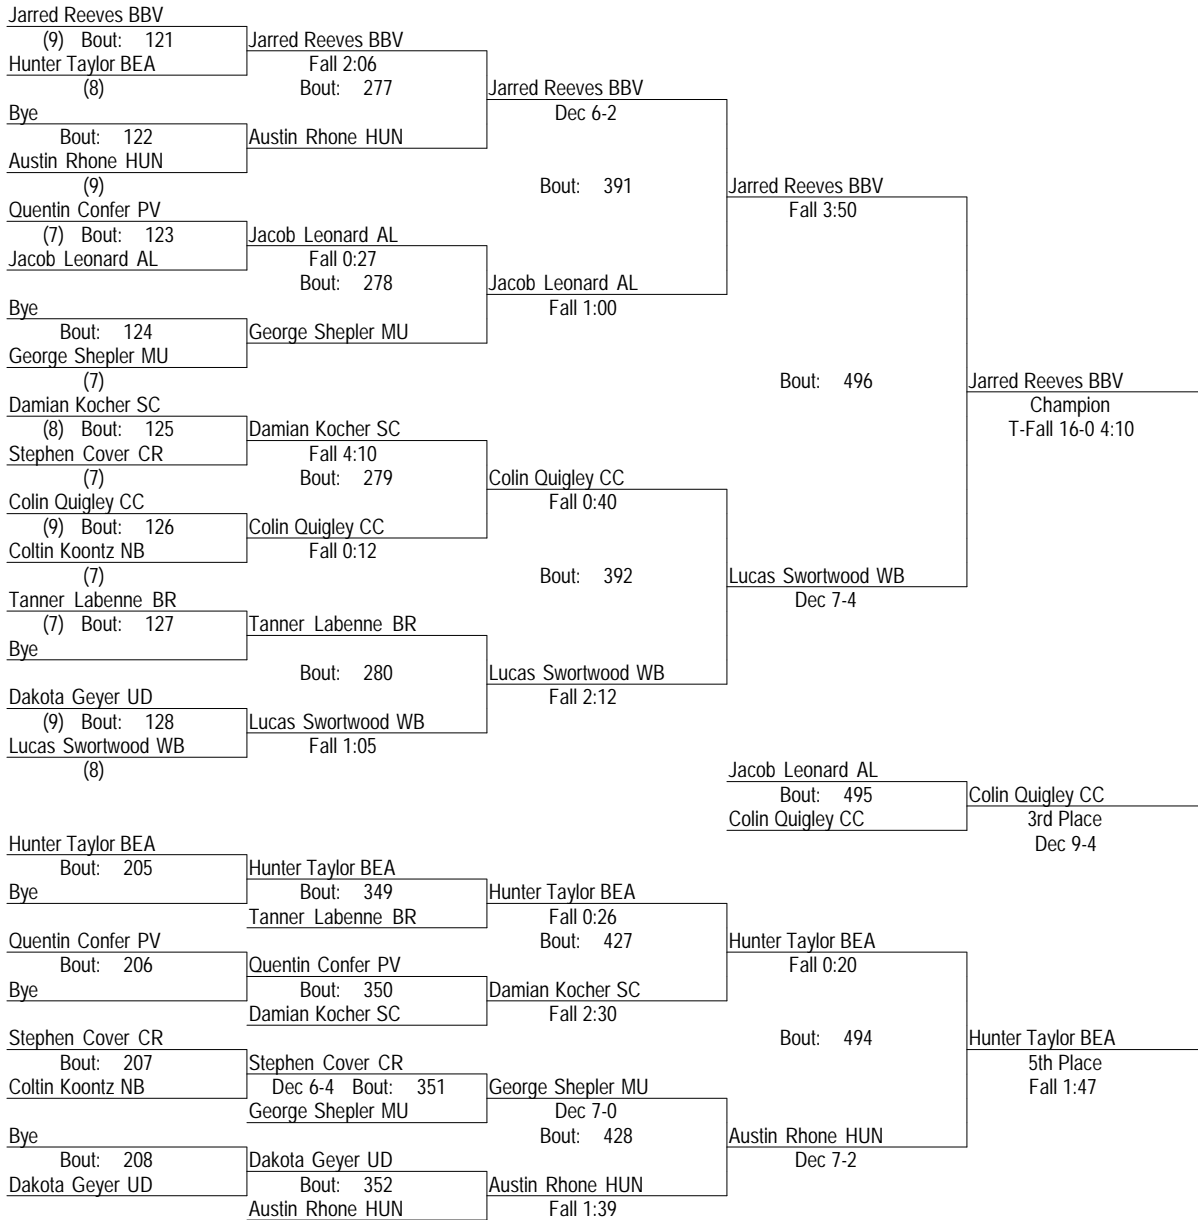 Jarred Reeves BBV
(9) Bout: 121
Jarred Reeves BBV
Hunter Taylor BEA
Fall 2:06
(8)
Bout: 277
Jarred Reeves BBV
Bye
Dec 6-2
Bout: 122
Austin Rhone HUN
Austin Rhone HUN
(9)
Bout: 391
Jarred Reeves BBV
Quentin Confer PV
Fall 3:50
(7) Bout: 123
Jacob Leonard AL
Jacob Leonard AL
Fall 0:27
Bout: 278
Jacob Leonard AL
Bye
Fall 1:00
Bout: 124
George Shepler MU
George Shepler MU
(7)
Bout: 496
Jarred Reeves BBV
Damian Kocher SC
Champion
(8) Bout: 125
Damian Kocher SC
T-Fall 16-0 4:10
Stephen Cover CR
Fall 4:10
(7)
Bout: 279
Colin Quigley CC
Colin Quigley CC
Fall 0:40
(9) Bout: 126
Colin Quigley CC
Coltin Koontz NB
Fall 0:12
(7)
Bout: 392
Lucas Swortwood WB
Tanner Labenne BR
Dec 7-4
(7) Bout: 127
Tanner Labenne BR
Bye
Bout: 280
Lucas Swortwood WB
Dakota Geyer UD
Fall 2:12
(9) Bout: 128
Lucas Swortwood WB
Lucas Swortwood WB
Fall 1:05
(8)
Jacob Leonard AL
Bout: 495
Colin Quigley CC
Colin Quigley CC
3rd Place
Dec 9-4
Hunter Taylor BEA
Bout: 205
Hunter Taylor BEA
Bye
Bout: 349
Hunter Taylor BEA
Tanner Labenne BR
Fall 0:26
Quentin Confer PV
Bout: 427
Hunter Taylor BEA
Bout: 206
Quentin Confer PV
Fall 0:20
Bye
Bout: 350
Damian Kocher SC
Damian Kocher SC
Fall 2:30
Stephen Cover CR
Bout: 494
Hunter Taylor BEA
Bout: 207
Stephen Cover CR
5th Place
Coltin Koontz NB
Dec 6-4 Bout: 351
George Shepler MU
Fall 1:47
George Shepler MU
Dec 7-0
Bye
Bout: 428
Austin Rhone HUN
Bout: 208
Dakota Geyer UD
Dec 7-2
Dakota Geyer UD
Bout: 352
Austin Rhone HUN
Austin Rhone HUN
Fall 1:39